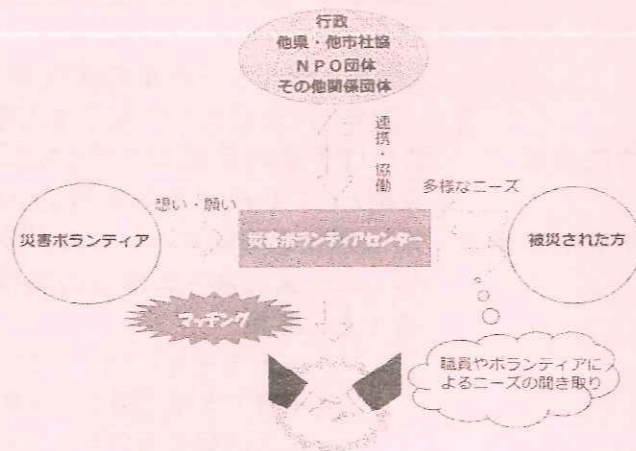 行政
他県・他市社協
NPO団体
その他関係団体
連携・協働
多様なニーズ
想い・願い
災害ボランティア
災害ボランティアセンター
被災された方
マッチング
職員やボランティアに
よるニーズの聞き取り